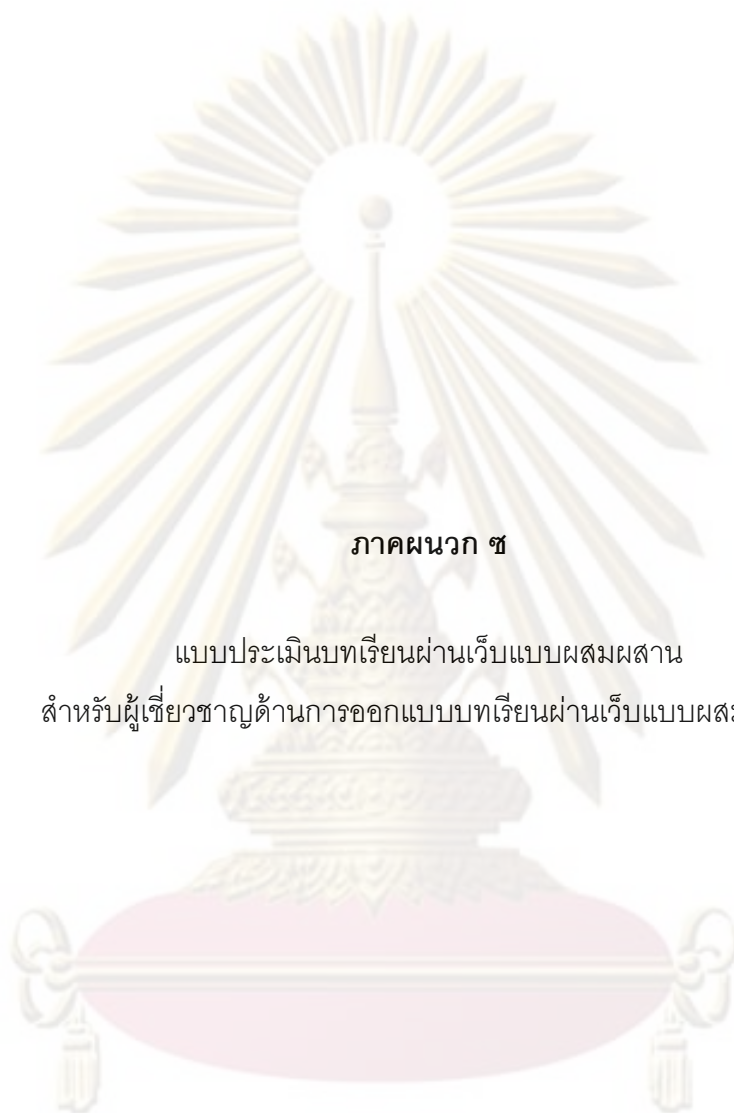 ภาคผนวก ซ
แบบประเมินบทเรียนผ่านเว็บแบบผสมผสาน
สำหรับผู้เชี่ยวชาญด้านการออกแบบบทเรียนผ่านเว็บแบบผส